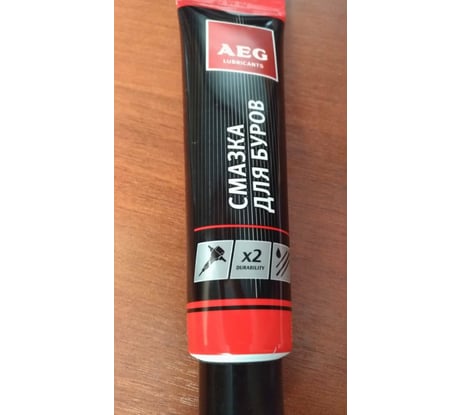 AEG
LUBRICANTS
СМАЗКА
ДЛЯ БУРОВ
x2
DURABILITY